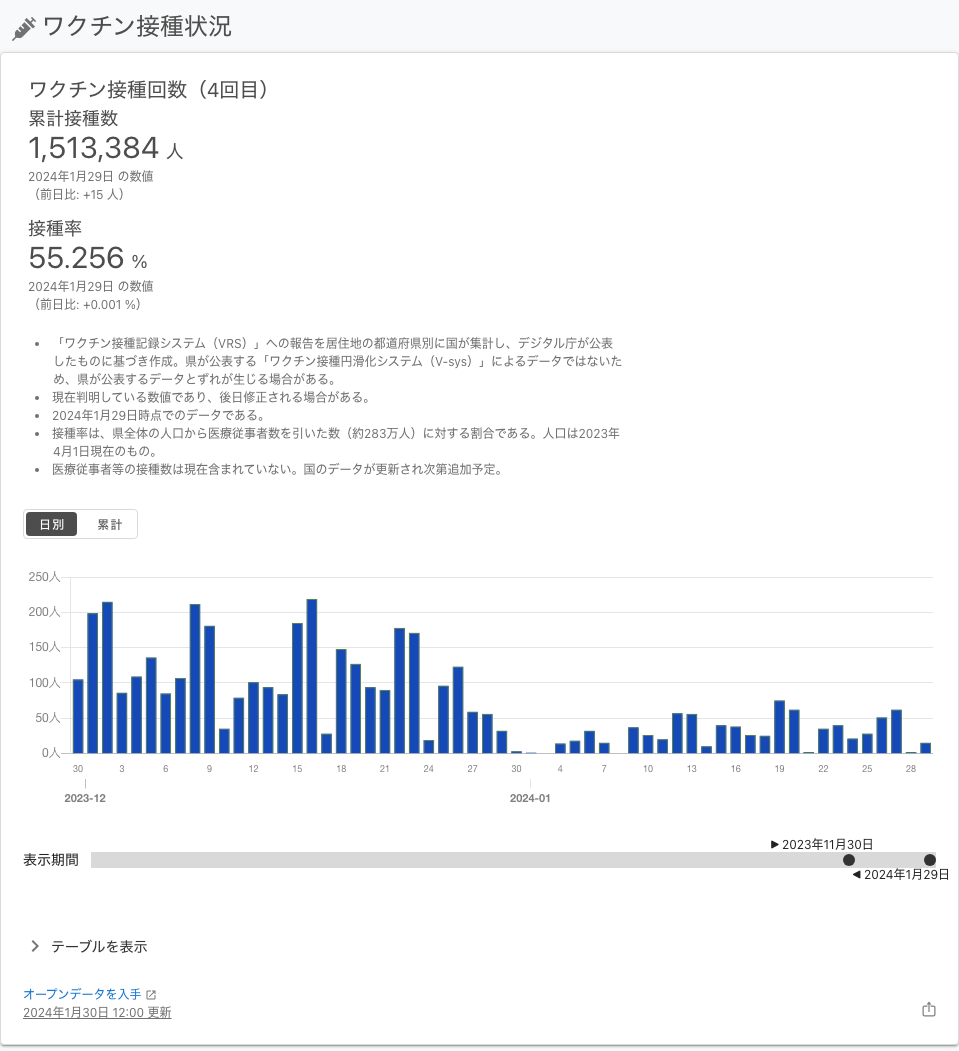 ワクチン接種状況
ワクチン接種回数（4回目）
累計接種数
1,513,384 人
2024年1月29日 の数値
（前日比: +15 人）
接種率
55.256 %
2024年1月29日 の数値
（前日比: +0.001 %）
• 「ワクチン接種記録システム（VRS）」への報告を居住地の都道府県別に国が集計し、デジタル庁が公表
したものに基づき作成。県が公表する「ワクチン接種円滑化システム（V-sys）」によるデータではないた
め、県が公表するデータとずれが生じる場合がある。
• 現在判明している数値であり、後日修正される場合がある。
• 2024年1月29日時点でのデータである。
• 接種率は、県全体の人口から医療従事者数を引いた数（約283万人）に対する割合である。人口は2023年
4月1日現在のもの。
• 医療従事者等の接種数は現在含まれていない。国のデータが更新され次第追加予定。
日別 累計
250人
200人
150人
100人
50人
0人
30 3 6 9 12 15 18 21 24 27 30 4 7 10 13 16 19 22 25 28
2023-12 2024-01
▶ 2023年11月30日
表示期間
◀ 2024年1月29日
テーブルを表示
オープンデータを入手
2024年1月30日 12:00 更新